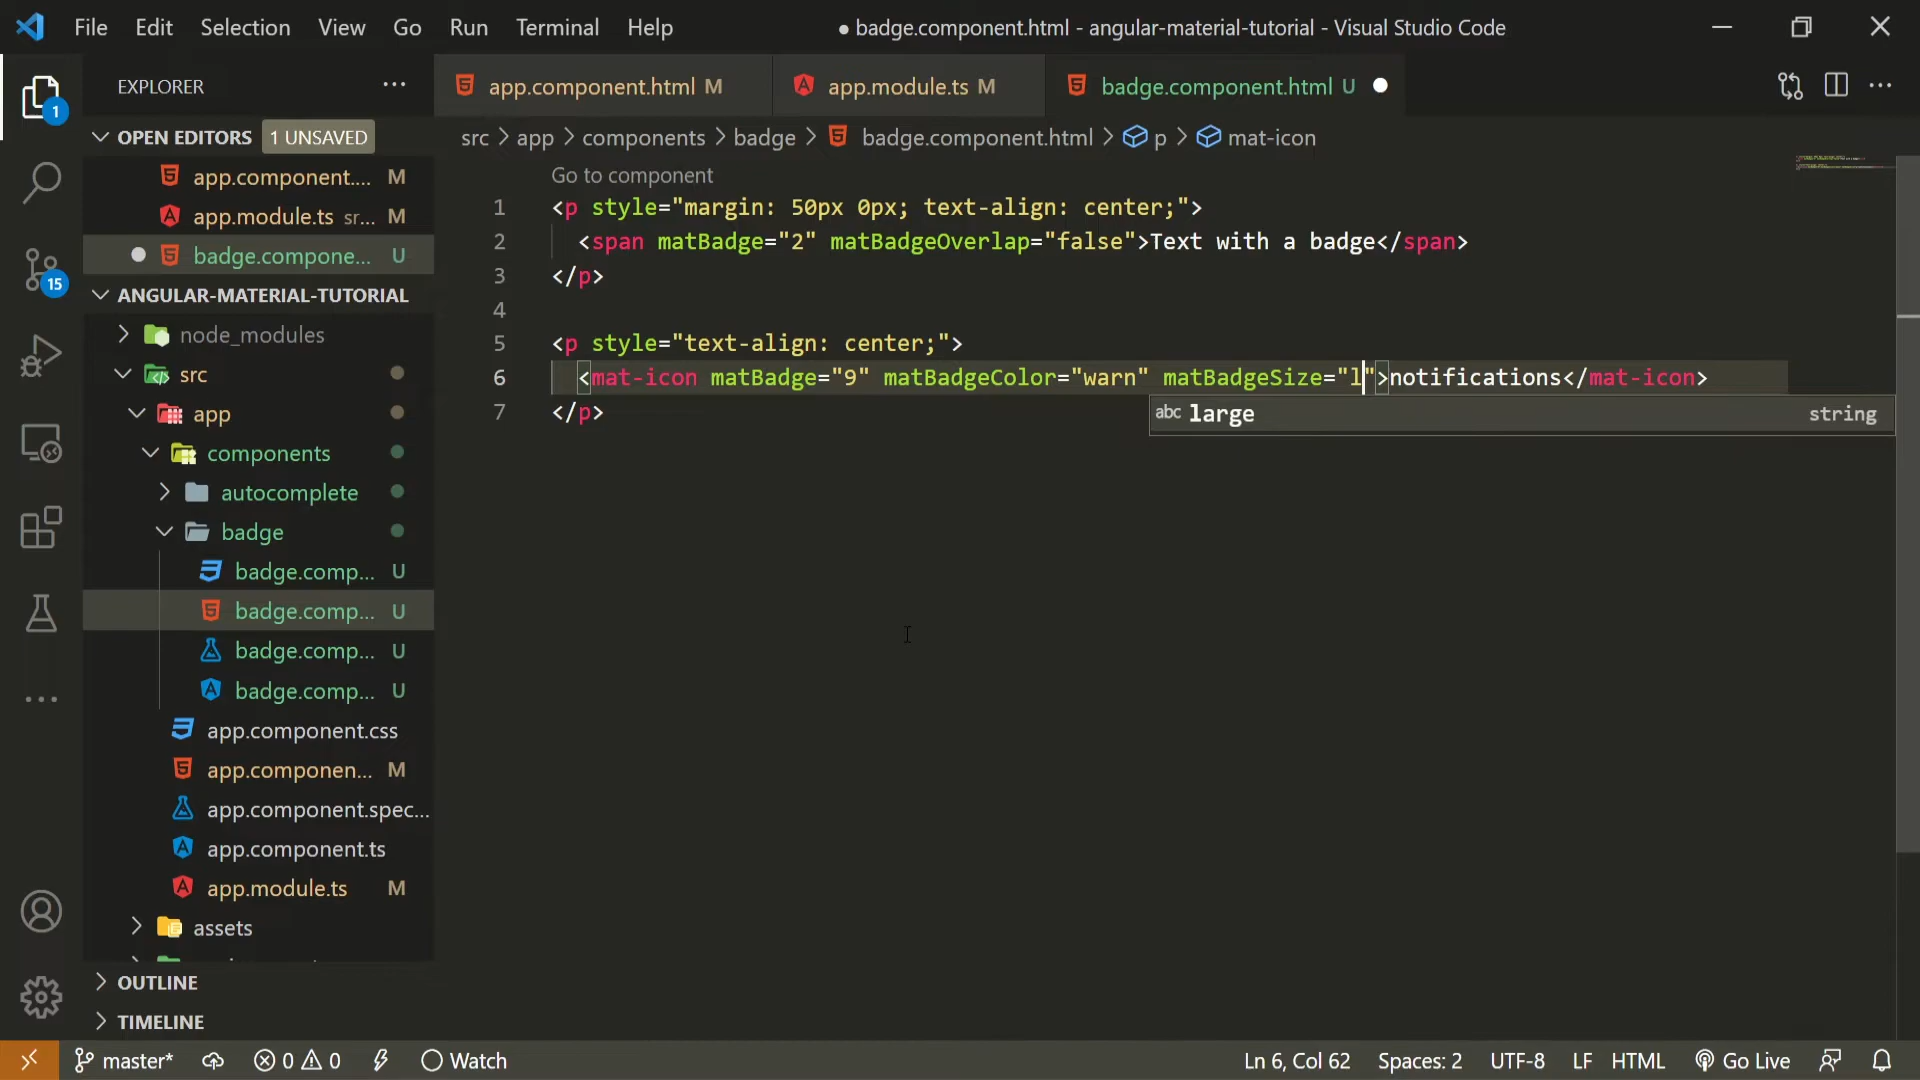 File Edit Selection View Go Run Terminal Help
● badge.component.html - angular-material-tutorial - Visual Studio Code
EXPLORER
OPEN EDITORS 1 UNSAVED
app.component.... M
app.module.ts sr... M
badge.compone... U
ANGULAR-MATERIAL-TUTORIAL
node_modules
src
app
components
autocomplete
badge
badge.comp... U
badge.comp... U
badge.comp... U
badge.comp... U
app.component.css
app.componen... M
app.component.spec...
app.component.ts
app.module.ts M
assets
OUTLINE
TIMELINE
1
15
app.component.html M
app.module.ts M
badge.component.html U
src > app > components > badge > badge.component.html > p > mat-icon
Go to component
1 <p style="margin: 50px 0px; text-align: center;">
2 <span matBadge="2" matBadgeOverlap="false">Text with a badge</span>
3 </p>
4
5 <p style="text-align: center;">
6 <mat-icon matBadge="9" matBadgeColor="warn" matBadgeSize="l">notifications</mat-icon>
7 </p>
abc large string
master* 0 0 Watch
Ln 6, Col 62 Spaces: 2 UTF-8 LF HTML Go Live